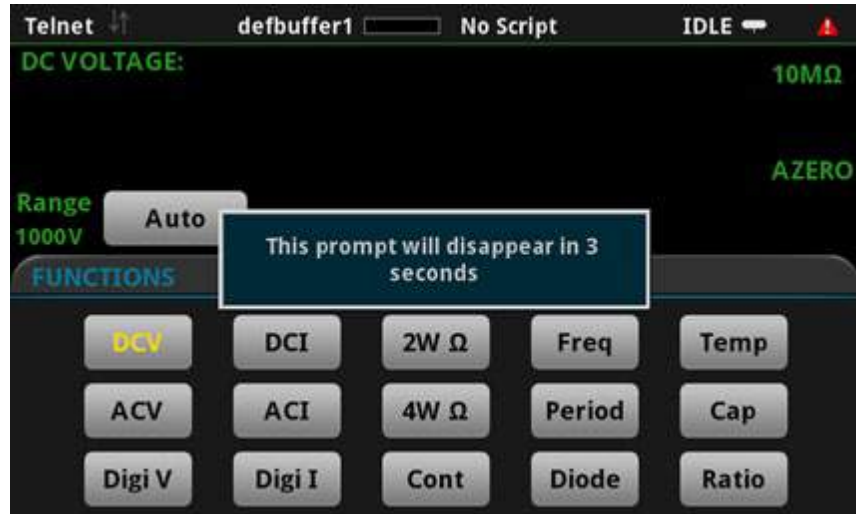 Telnet defbuffer1 No Script IDLE
DC VOLTAGE:
10MΩ
AZERO
Range
1000V
Auto
This prompt will disappear in 3
seconds
FUNCTIONS
DCV DCI 2W Ω Freq Temp
ACV ACI 4W Ω Period Cap
Digi V Digi I Cont Diode Ratio